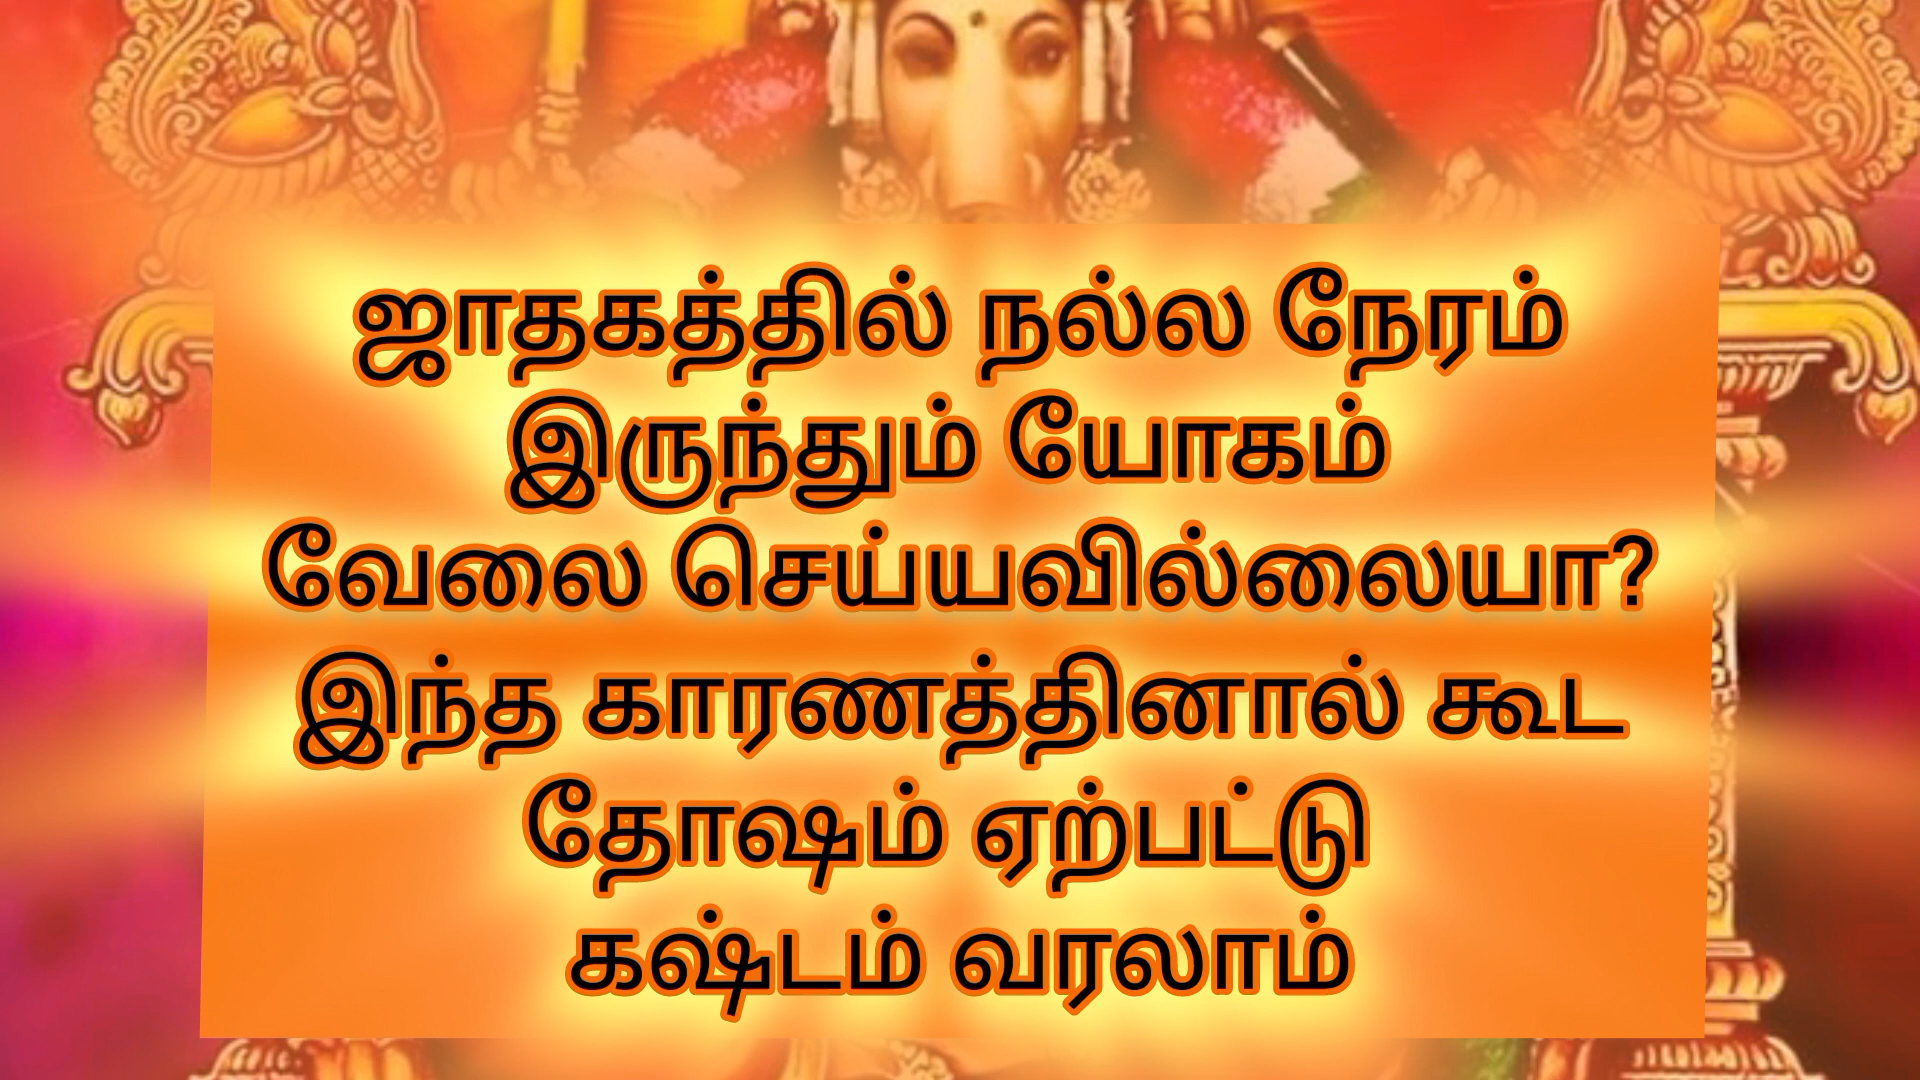 ஜாதகத்தில் நல்ல நேரம்
இருந்தும் யோகம்
வேலை செய்யவில்லையா?
இந்த காரணத்தினால் கூட
தோஷம் ஏற்பட்டு
கஷ்டம் வரலாம்